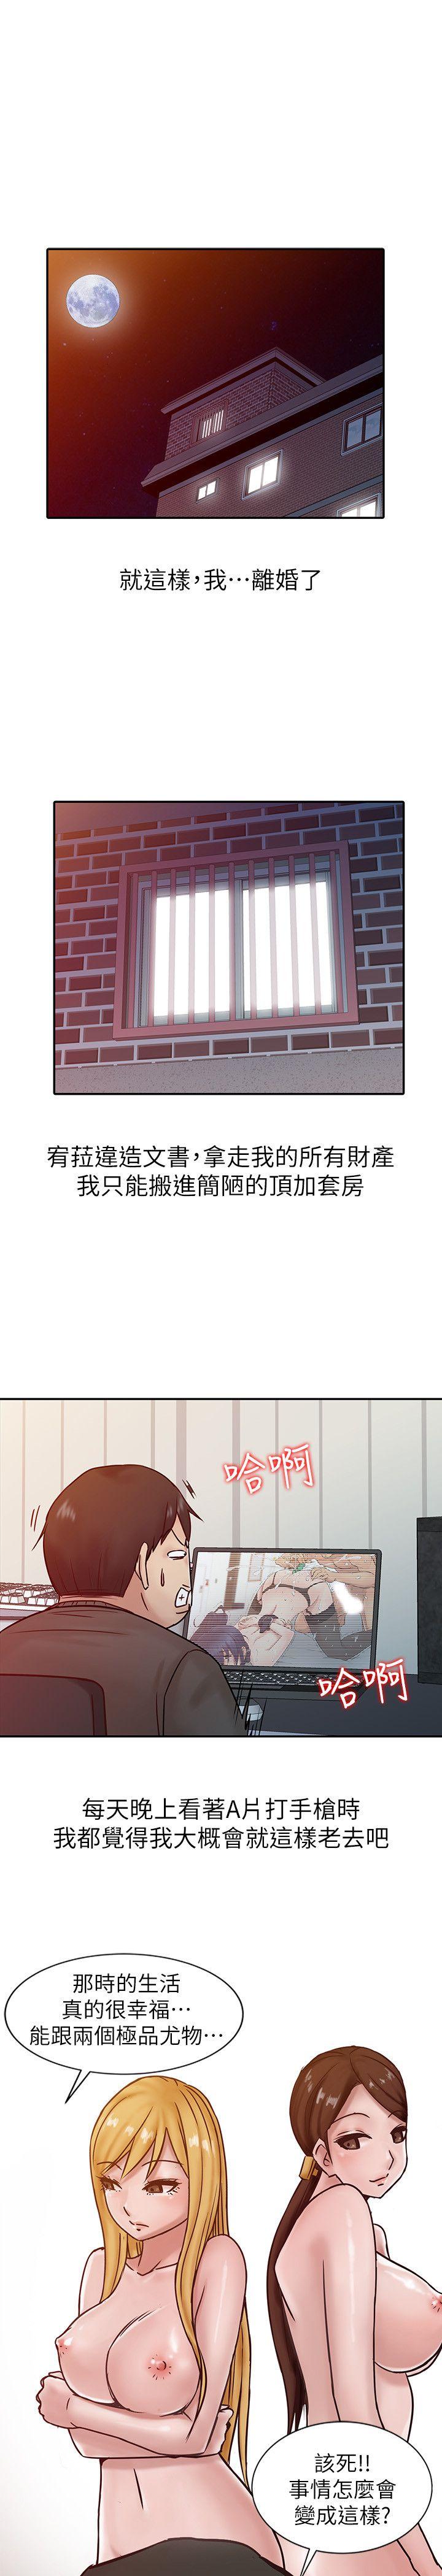 就這樣,我…離婚了
宥菈違造文書,拿走我的所有財產
我只能搬進簡陋的頂加套房
哈啊
哈啊
每天晚上看著A片打手槍時
我都覺得我大概會就這樣老去吧
那時的生活
真的很幸福…
能跟兩個極品尤物…
該死!!
事情怎麼會
變成這樣?